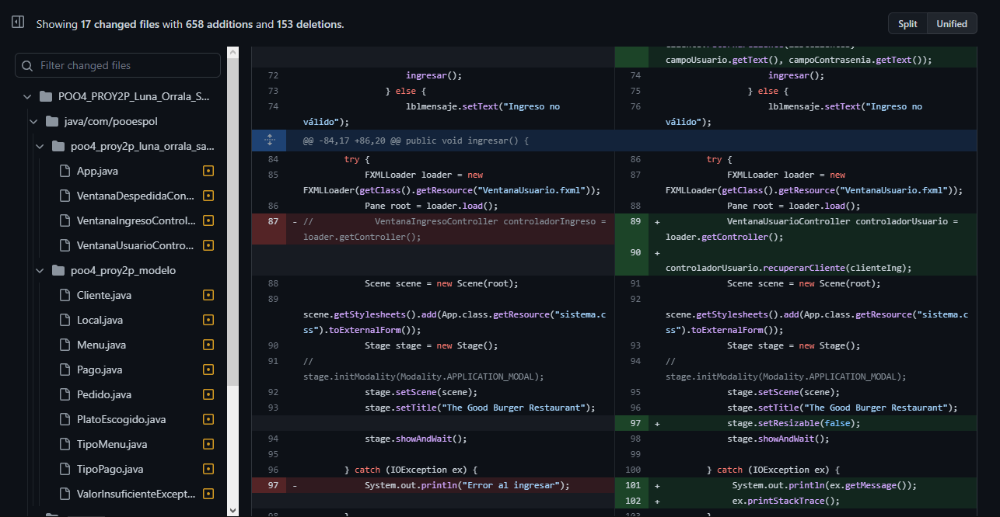 Showing 17 changed files with 658 additions and 153 deletions.
Split
Unified
Filter changed files
POO4_PROY2P_Luna_Orrala_S...
java/com/pooespol
poo4_proy2p_luna_orrala_sa...
App.java
VentanaDespedidaCon...
VentanaIngresoControl...
VentanaUsuarioContro...
poo4_proy2p_modelo
Cliente.java
Local.java
Menu.java
Pago.java
Pedido.java
PlatoEscogido.java
TipoMenu.java
TipoPago.java
ValorInsuficienteExcept...
72 ingresar();
73 } else {
74 lblmensaje.setText("Ingreso no
válido");
@@ -84,17 +86,20 @@ public void ingresar() {
84 try {
85 FXMLLoader loader = new
FXMLLoader(getClass().getResource("VentanaUsuario.fxml"));
86 Pane root = loader.load();
87 - // VentanaIngresoController controladorIngreso =
loader.getController();
88 Scene scene = new Scene(root);
89
scene.getStylesheets().add(App.class.getResource("sistema.c
ss").toExternalForm());
90 Stage stage = new Stage();
91 //
stage.initModality(Modality.APPLICATION_MODAL);
92 stage.setScene(scene);
93 stage.setTitle("The Good Burger Restaurant");
94 stage.showAndWait();
95
96 } catch (IOException ex) {
97 - System.out.println("Error al ingresar");
98 }
campoUsuario.getText(), campoContrasenia.getText());
74 ingresar();
75 } else {
76 lblmensaje.setText("Ingreso no
válido");
86 try {
87 FXMLLoader loader = new
FXMLLoader(getClass().getResource("VentanaUsuario.fxml"));
88 Pane root = loader.load();
89 + VentanaUsuarioController controladorUsuario =
loader.getController();
90 +
controladorUsuario.recuperarCliente(clienteIng);
91 Scene scene = new Scene(root);
92
scene.getStylesheets().add(App.class.getResource("sistema.c
ss").toExternalForm());
93 Stage stage = new Stage();
94 //
stage.initModality(Modality.APPLICATION_MODAL);
95 stage.setScene(scene);
96 stage.setTitle("The Good Burger Restaurant");
97 + stage.setResizable(false);
98 stage.showAndWait();
99
100 } catch (IOException ex) {
101 + System.out.println(ex.getMessage());
102 + ex.printStackTrace();
103 }